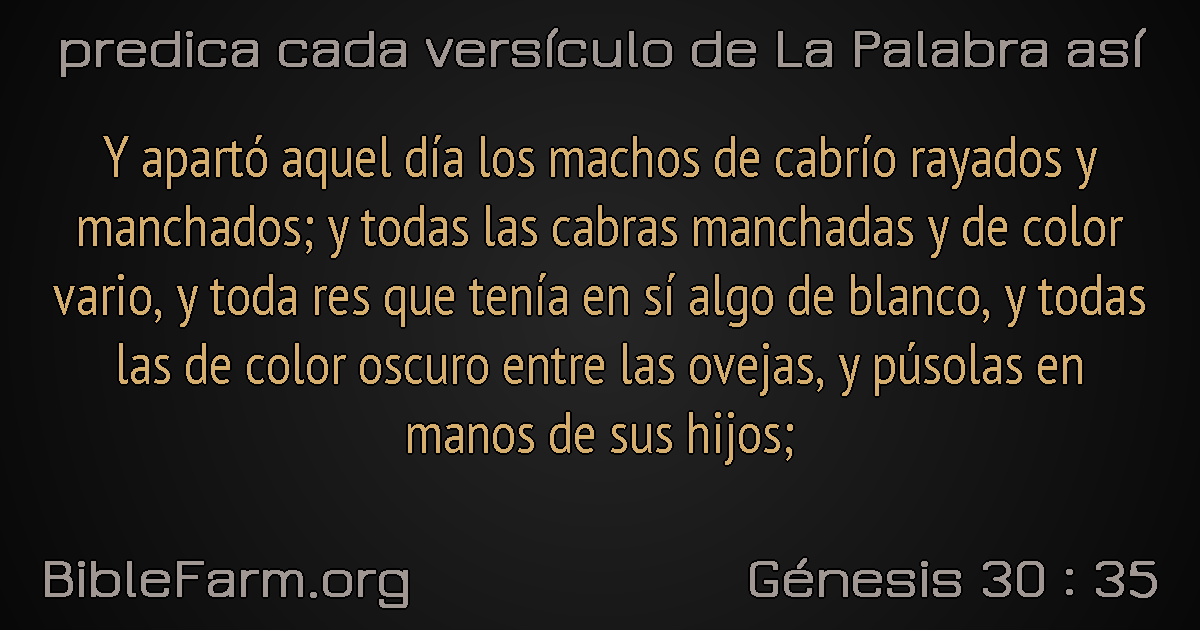 predica cada versículo de La Palabra así
Y apartó aquel día los machos de cabrío rayados y
manchados; y todas las cabras manchadas y de color
vario, y toda res que tenía en sí algo de blanco, y todas
las de color oscuro entre las ovejas, y púsolas en
manos de sus hijos;
BibleFarm.org
Génesis 30 : 35